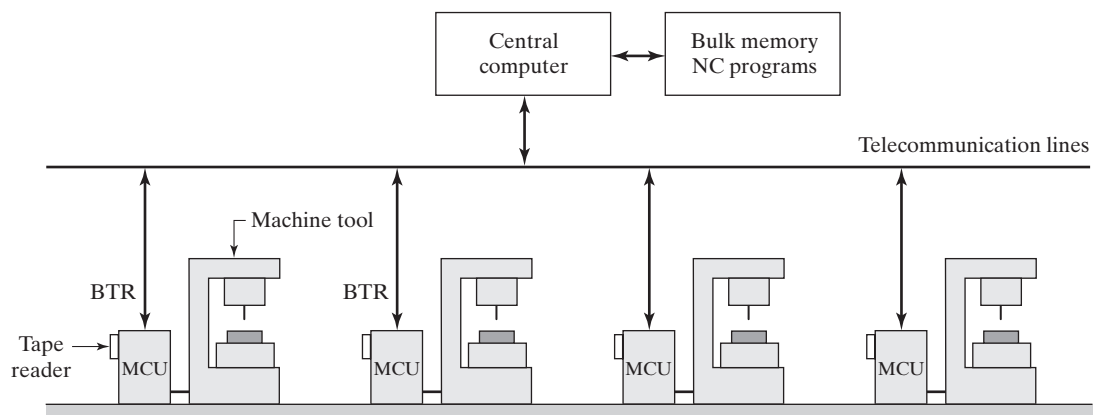 Central
computer
Bulk memory
NC programs
Telecommunication lines
Machine tool
BTR
BTR
Tape
reader
MCU
MCU
MCU
MCU